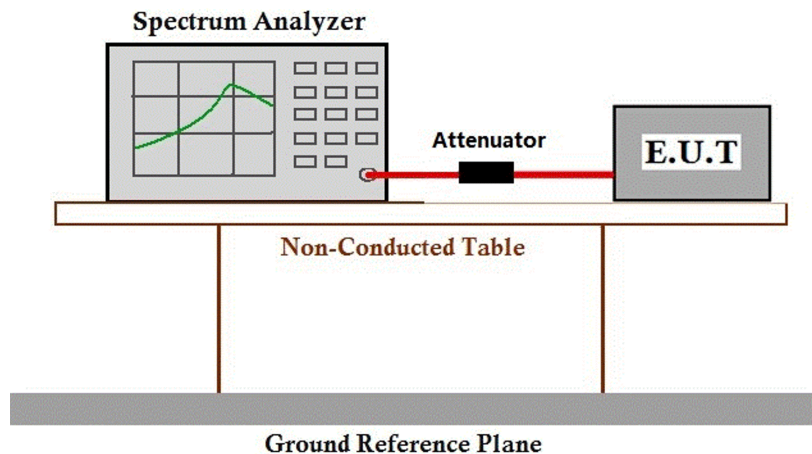 Spectrum Analyzer
Attenuator
E.U.T
Non-Conducted Table
Ground Reference Plane